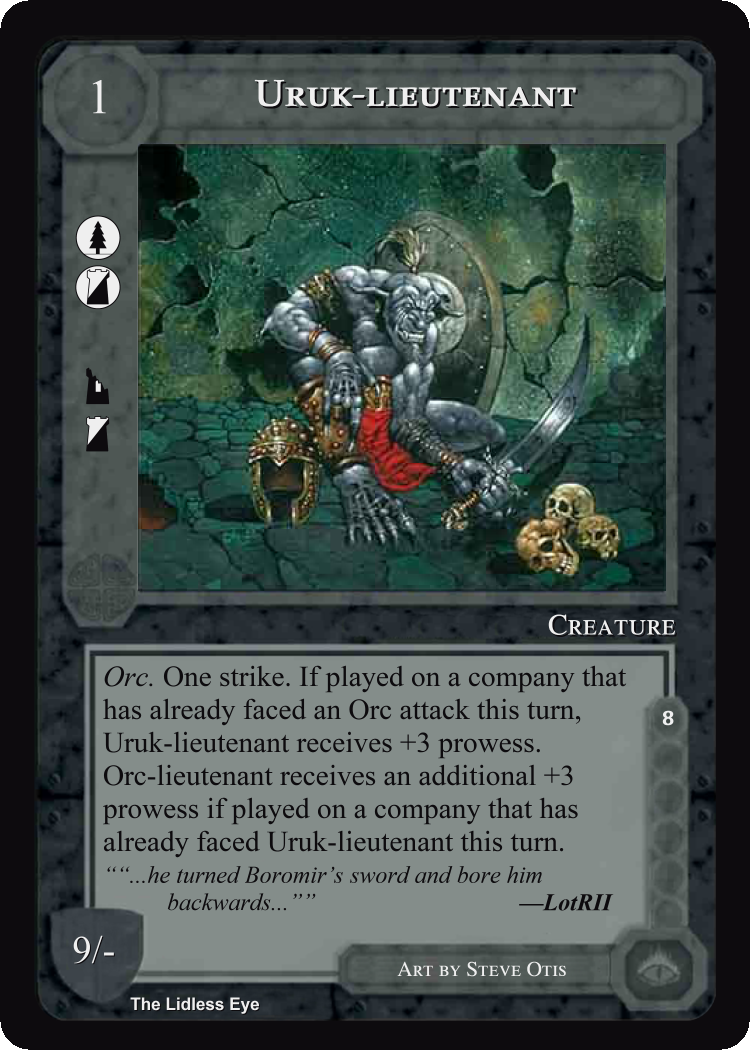 1
URUK-LIEUTENANT
CREATURE
Orc. One strike. If played on a company that
has already faced an Orc attack this turn,
Uruk-lieutenant receives +3 prowess.
Orc-lieutenant receives an additional +3
prowess if played on a company that has
already faced Uruk-lieutenant this turn.
““...he turned Boromir’s sword and bore him
backwards...”” —LotRII
8
9/-
ART BY STEVE OTIS
The Lidless Eye